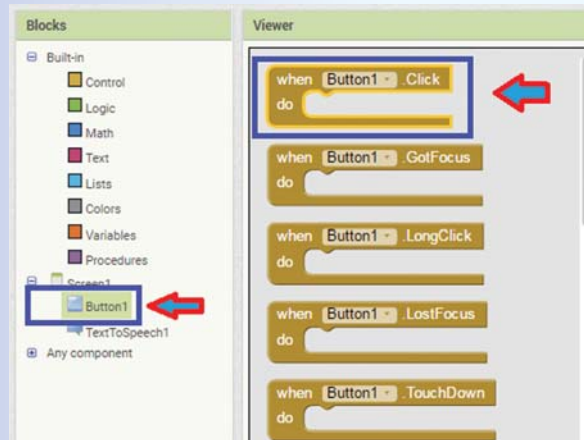 Blocks
Built-in
Control
Logic
Math
Text
Lists
Colors
Variables
Procedures
Screen1
Button1
TextToSpeech1
Any component
Viewer
when Button1 .Click
do
when Button1 .GotFocus
do
when Button1 .LongClick
do
when Button1 .LostFocus
do
when Button1 .TouchDown
do